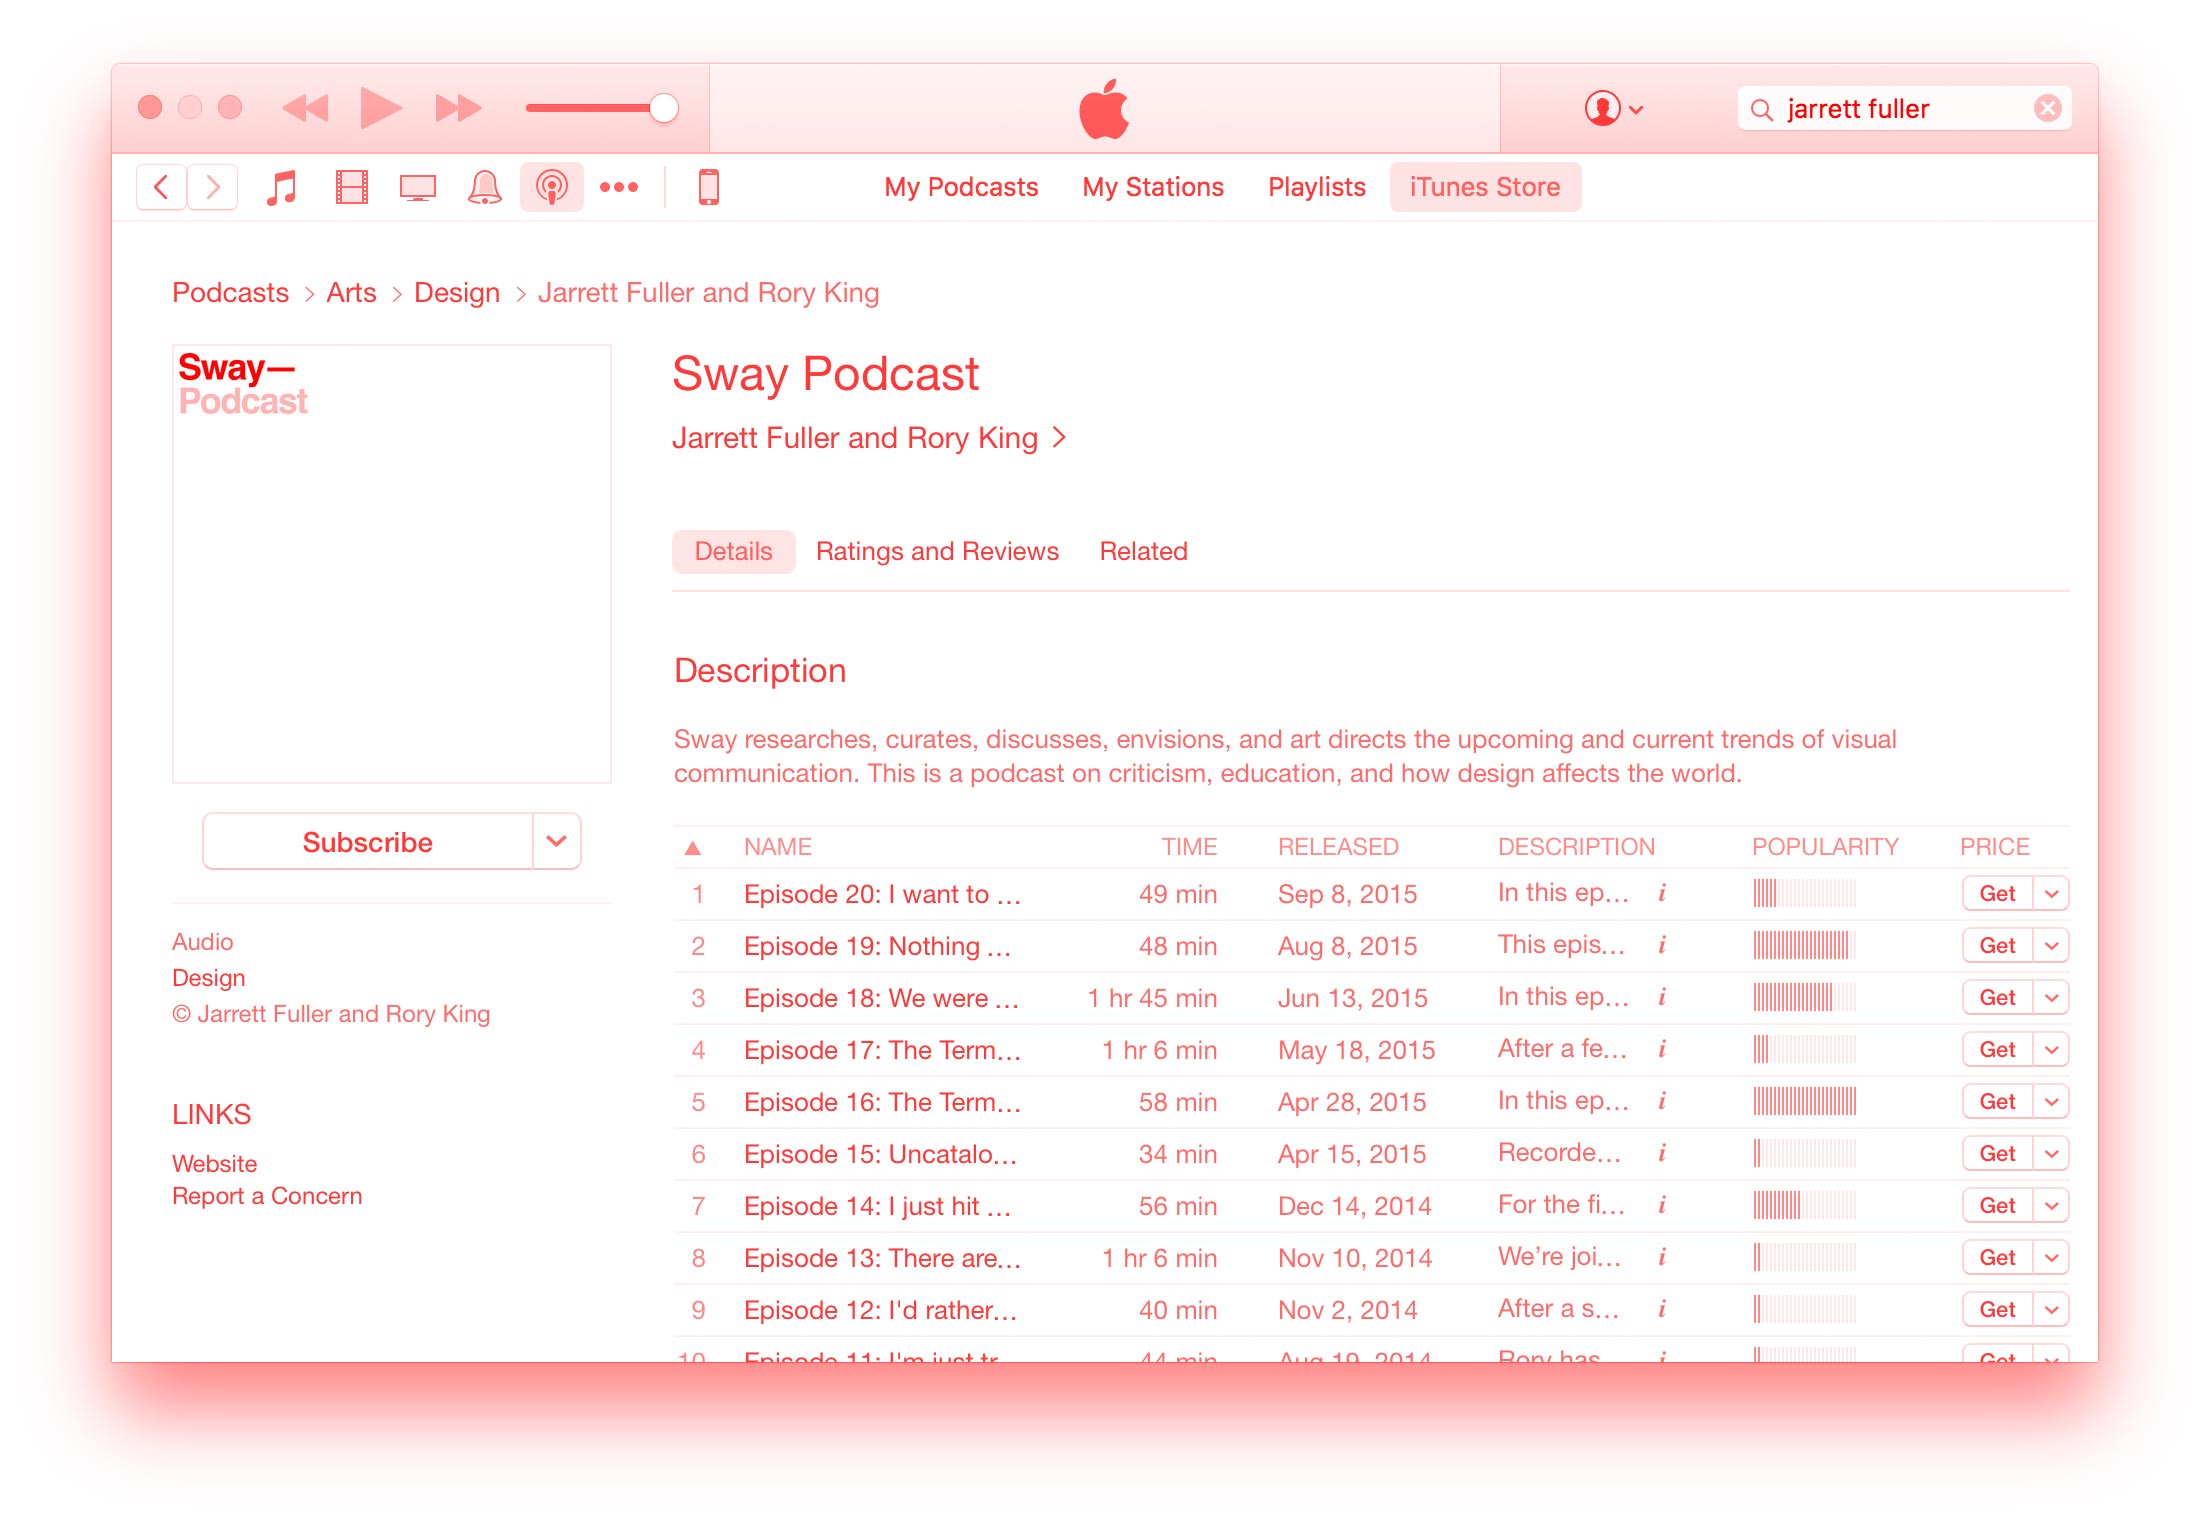 jarrett fuller
My Podcasts My Stations Playlists iTunes Store
Podcasts > Arts > Design > Jarrett Fuller and Rory King
Sway—
Podcast
Sway Podcast
Jarrett Fuller and Rory King >
Details Ratings and Reviews Related
Description
Sway researches, curates, discusses, envisions, and art directs the upcoming and current trends of visual
communication. This is a podcast on criticism, education, and how design affects the world.
Subscribe
Audio
Design
© Jarrett Fuller and Rory King
LINKS
Website
Report a Concern
▲ NAME TIME RELEASED DESCRIPTION POPULARITY PRICE
1 Episode 20: I want to … 49 min Sep 8, 2015 In this ep… i Get
2 Episode 19: Nothing … 48 min Aug 8, 2015 This epis… i Get
3 Episode 18: We were … 1 hr 45 min Jun 13, 2015 In this ep… i Get
4 Episode 17: The Term… 1 hr 6 min May 18, 2015 After a fe… i Get
5 Episode 16: The Term… 58 min Apr 28, 2015 In this ep… i Get
6 Episode 15: Uncatalo… 34 min Apr 15, 2015 Recorde… i Get
7 Episode 14: I just hit … 56 min Dec 14, 2014 For the fi… i Get
8 Episode 13: There are… 1 hr 6 min Nov 10, 2014 We’re joi… i Get
9 Episode 12: I'd rather… 40 min Nov 2, 2014 After a s… i Get
10 Episode 11: I'm just tr… 44 min Aug 19, 2014 Rory has… i Get